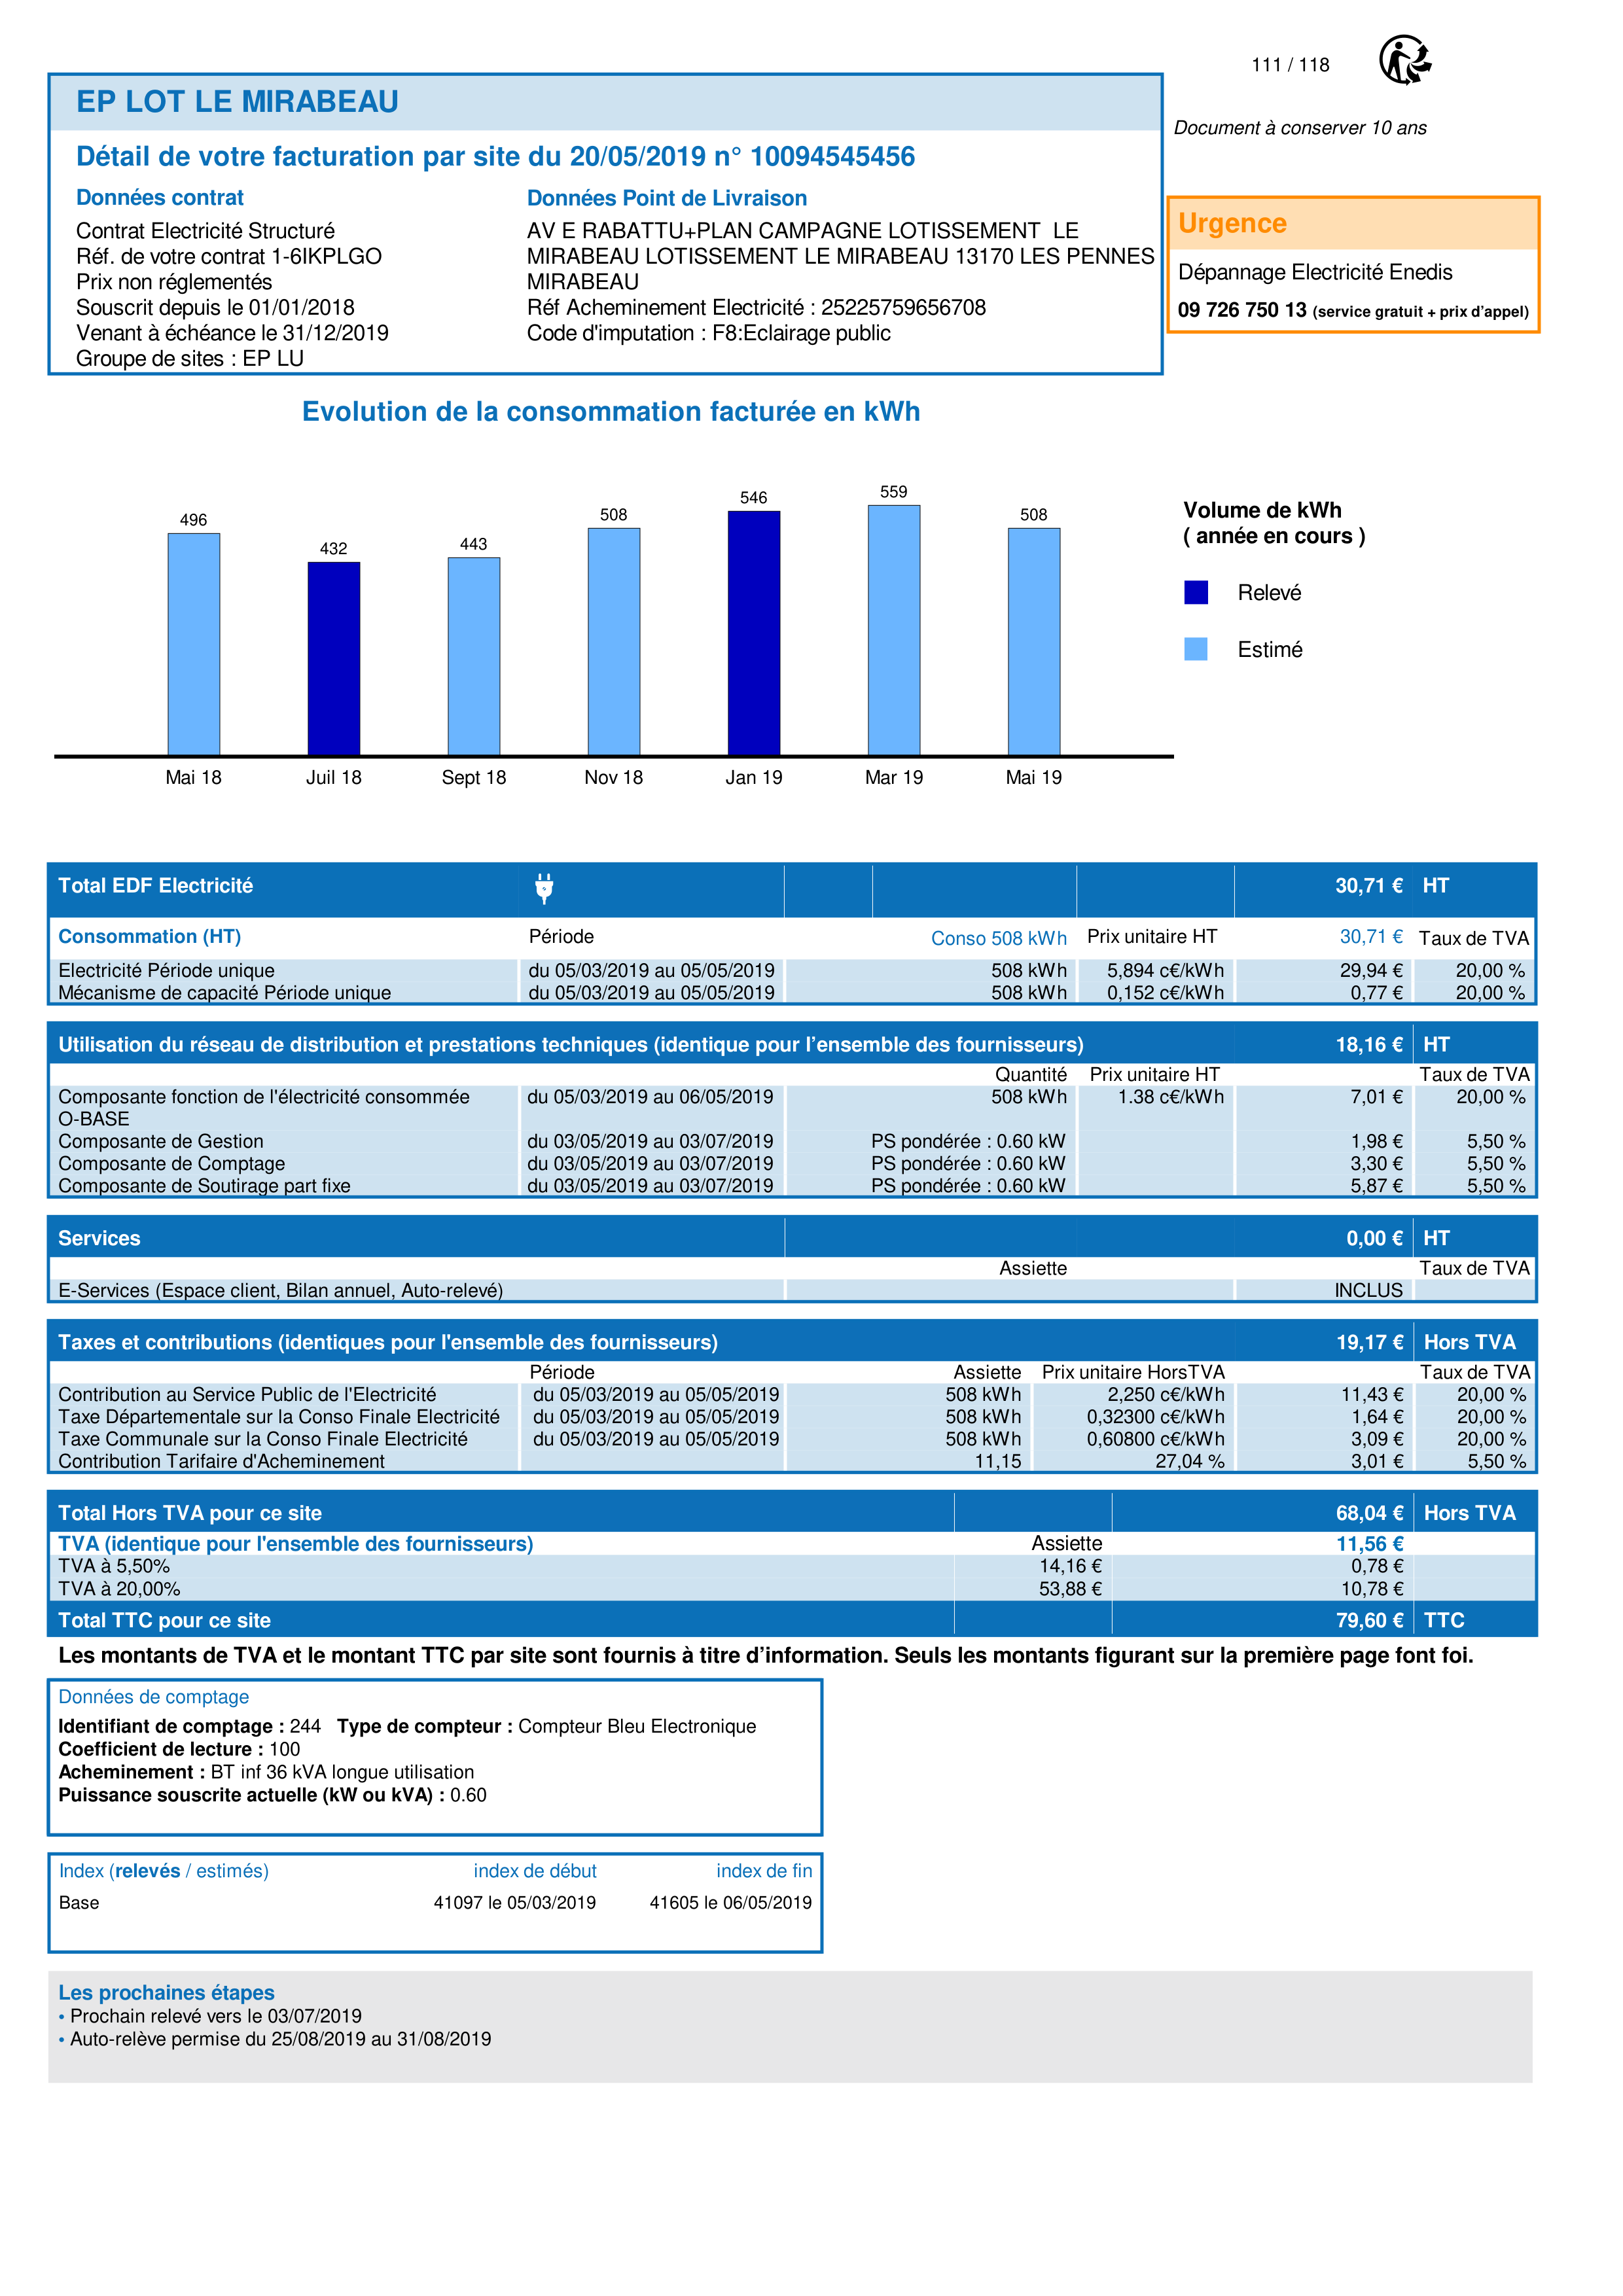 111 / 118
EP LOT LE MIRABEAU
Document à conserver 10 ans
Détail de votre facturation par site du 20/05/2019 n° 10094545456
Données contrat
Contrat Electricité Structuré
Réf. de votre contrat 1-6IKPLGO
Prix non réglementés
Souscrit depuis le 01/01/2018
Venant à échéance le 31/12/2019
Groupe de sites : EP LU
Données Point de Livraison
AV E RABATTU+PLAN CAMPAGNE LOTISSEMENT  LE
MIRABEAU LOTISSEMENT LE MIRABEAU 13170 LES PENNES
MIRABEAU
Réf Acheminement Electricité : 25225759656708
Code d'imputation : F8:Eclairage public
Urgence
Dépannage Electricité Enedis
09 726 750 13 (service gratuit + prix d'appel)
Evolution de la consommation facturée en kWh
496 432 443 508 546 559 508
Mai 18 Juil 18 Sept 18 Nov 18 Jan 19 Mar 19 Mai 19
Volume de kWh
( année en cours )
Relevé
Estimé
Total EDF Electricité 30,71 € HT
Consommation (HT) Période Conso 508 kWh Prix unitaire HT 30,71 € Taux de TVA
Electricité Période unique du 05/03/2019 au 05/05/2019 508 kWh 5,894 c€/kWh 29,94 € 20,00 %
Mécanisme de capacité Période unique du 05/03/2019 au 05/05/2019 508 kWh 0,152 c€/kWh 0,77 € 20,00 %
Utilisation du réseau de distribution et prestations techniques (identique pour l'ensemble des fournisseurs) 18,16 € HT
Quantité Prix unitaire HT Taux de TVA
Composante fonction de l'électricité consommée du 05/03/2019 au 06/05/2019 508 kWh 1.38 c€/kWh 7,01 € 20,00 %
O-BASE
Composante de Gestion du 03/05/2019 au 03/07/2019 PS pondérée : 0.60 kW 1,98 € 5,50 %
Composante de Comptage du 03/05/2019 au 03/07/2019 PS pondérée : 0.60 kW 3,30 € 5,50 %
Composante de Soutirage part fixe du 03/05/2019 au 03/07/2019 PS pondérée : 0.60 kW 5,87 € 5,50 %
Services 0,00 € HT
Assiette Taux de TVA
E-Services (Espace client, Bilan annuel, Auto-relevé) INCLUS
Taxes et contributions (identiques pour l'ensemble des fournisseurs) 19,17 € Hors TVA
Période Assiette Prix unitaire HorsTVA Taux de TVA
Contribution au Service Public de l'Electricité du 05/03/2019 au 05/05/2019 508 kWh 2,250 c€/kWh 11,43 € 20,00 %
Taxe Départementale sur la Conso Finale Electricité du 05/03/2019 au 05/05/2019 508 kWh 0,32300 c€/kWh 1,64 € 20,00 %
Taxe Communale sur la Conso Finale Electricité du 05/03/2019 au 05/05/2019 508 kWh 0,60800 c€/kWh 3,09 € 20,00 %
Contribution Tarifaire d'Acheminement 11,15 27,04 % 3,01 € 5,50 %
Total Hors TVA pour ce site 68,04 € Hors TVA
TVA (identique pour l'ensemble des fournisseurs) Assiette 11,56 €
TVA à 5,50% 14,16 € 0,78 €
TVA à 20,00% 53,88 € 10,78 €
Total TTC pour ce site 79,60 € TTC
Les montants de TVA et le montant TTC par site sont fournis à titre d'information. Seuls les montants figurant sur la première page font foi.
Données de comptage
Identifiant de comptage : 244 Type de compteur : Compteur Bleu Electronique
Coefficient de lecture : 100
Acheminement : BT inf 36 kVA longue utilisation
Puissance souscrite actuelle (kW ou kVA) : 0.60
Index (relevés / estimés) index de début index de fin
Base 41097 le 05/03/2019 41605 le 06/05/2019
Les prochaines étapes
• Prochain relevé vers le 03/07/2019
• Auto-relève permise du 25/08/2019 au 31/08/2019